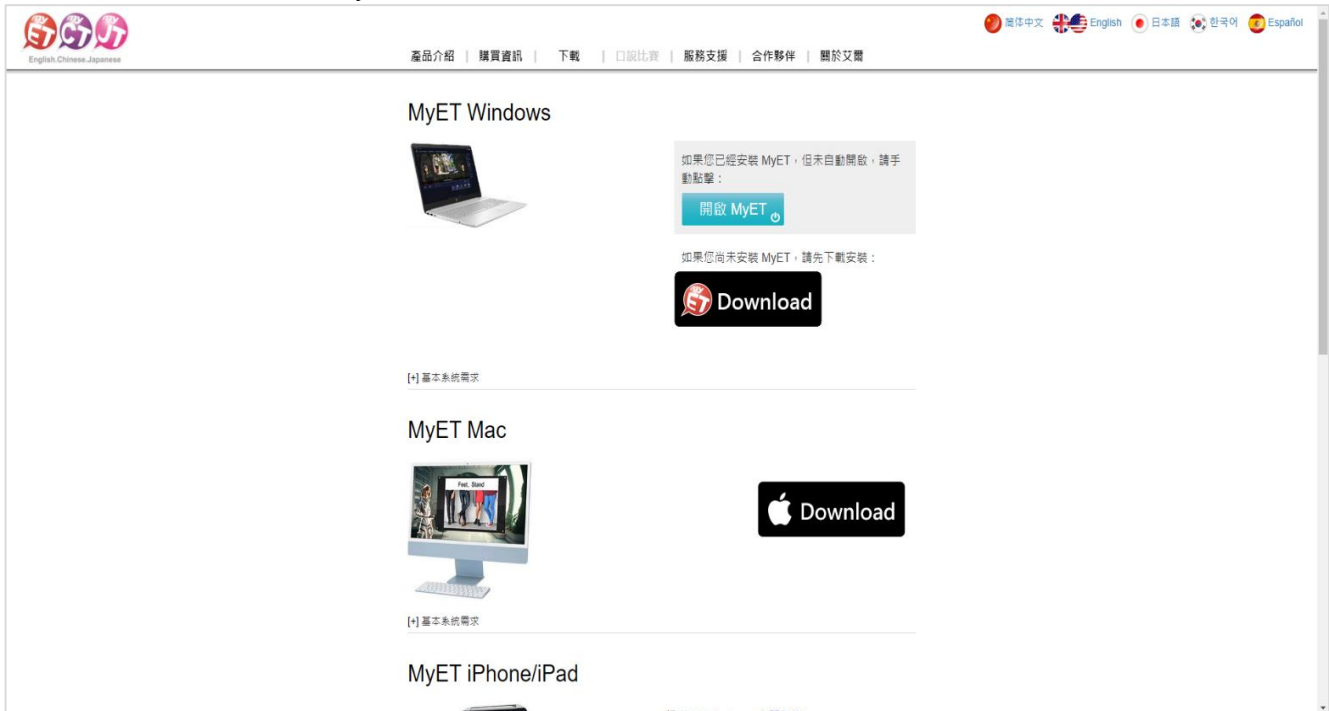 English.Chinese.Japanese
简体中文 English 日本語 한국어 Español
產品介紹 | 購買資訊 | 下載 | 口說比賽 | 服務支援 | 合作夥伴 | 關於艾爾
MyET Windows
如果您已經安裝 MyET，但未自動開啟，請手
動點擊：
開啟 MyET
如果您尚未安裝 MyET，請先下載安裝：
MY ET Download
[+] 基本系統需求
MyET Mac
Feet, Stand
Download
[+] 基本系統需求
MyET iPhone/iPad